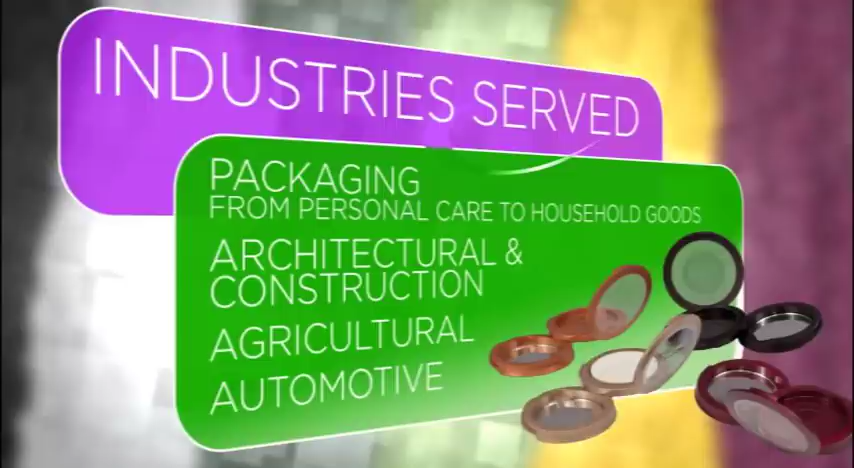 INDUSTRIES SERVED
PACKAGING
FROM PERSONAL CARE TO HOUSEHOLD GOODS
ARCHITECTURAL &
CONSTRUCTION
AGRICULTURAL
AUTOMOTIVE